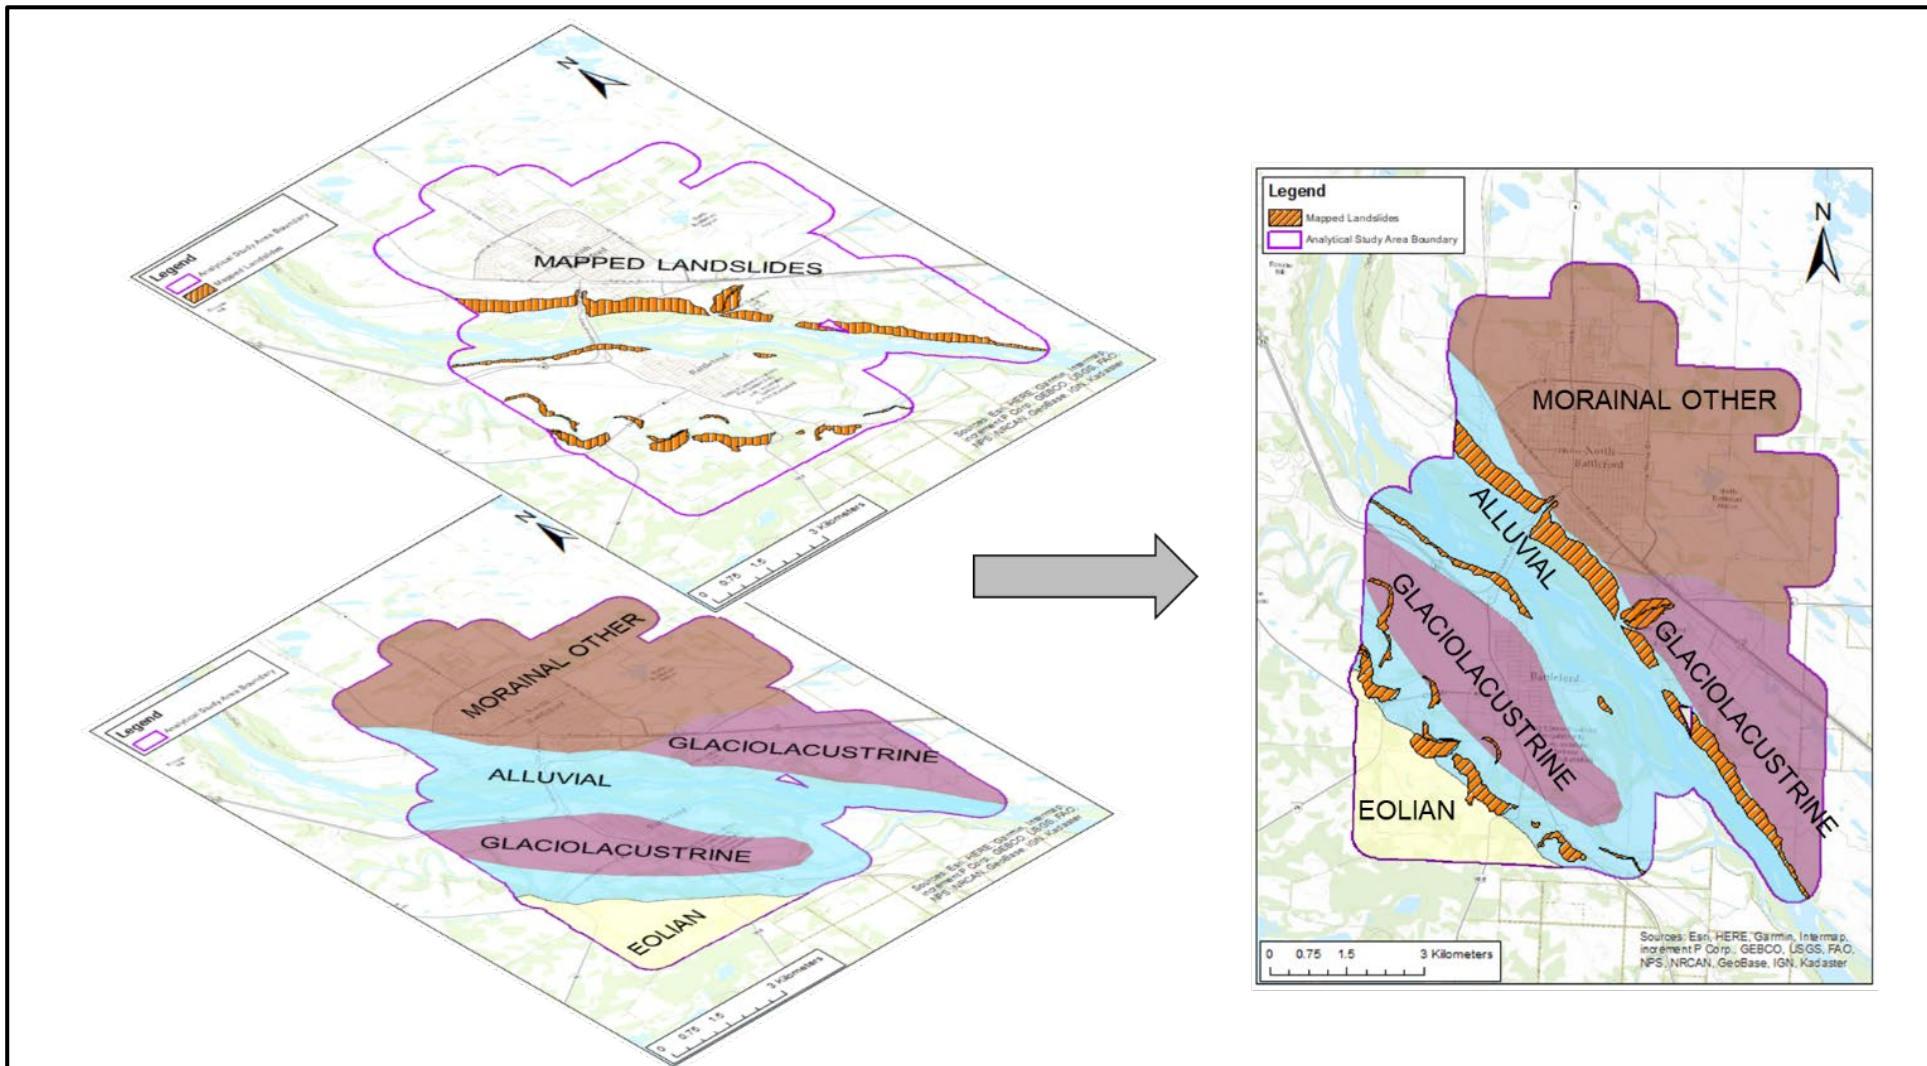 N
Legend
Analytical Study Area Boundary
Mapped Landslides
MAPPED LANDSLIDES
Battleford
Sources: Esri, HERE, Garmin, Intermap,
increment P Corp., GEBCO, USGS, FAO,
NPS, NRCAN, GeoBase, IGN, Kadaster
0 0.75 1.5 3 Kilometers
N
Legend
Analytical Study Area Boundary
MORAINAL OTHER
GLACIOLACUSTRINE
ALLUVIAL
GLACIOLACUSTRINE
EOLIAN
Sources: Esri, HERE, Garmin, Intermap,
increment P Corp., GEBCO, USGS, FAO,
NPS, NRCAN, GeoBase, IGN, Kadaster
0 0.75 1.5 3 Kilometers
Legend
Mapped Landslides
Analytical Study Area Boundary
N
MORAINAL OTHER
North
Battleford
ALLUVIAL
GLACIOLACUSTRINE
GLACIOLACUSTRINE
Battleford
EOLIAN
Sources: Esri, HERE, Garmin, Intermap,
increment P Corp., GEBCO, USGS, FAO,
NPS, NRCAN, GeoBase, IGN, Kadaster
0 0.75 1.5 3 Kilometers